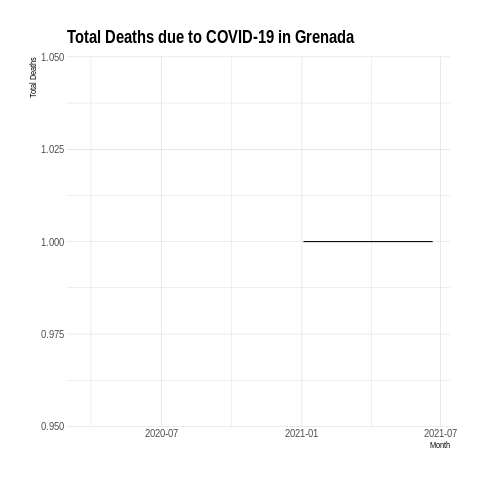 Total Deaths due to COVID-19 in Grenada
Total Deaths
1.050
1.025
1.000
0.975
0.950
2020-07 2021-01 2021-07
Month